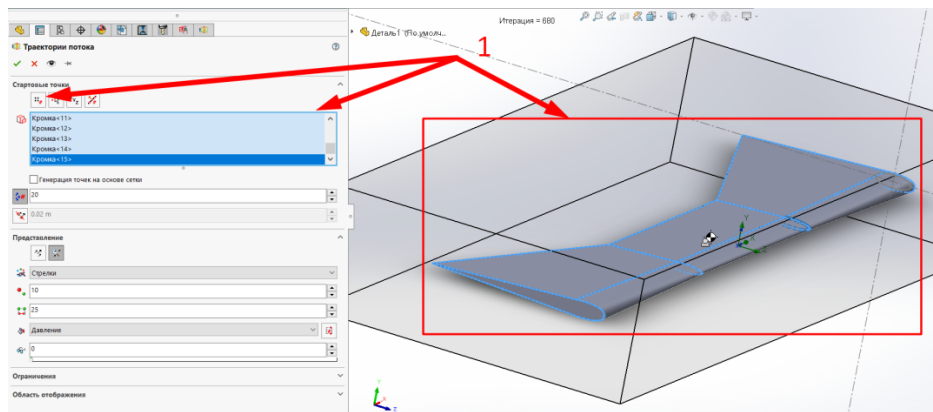 Траектории потока
Стартовые точки
Кромка<11>
Кромка<12>
Кромка<13>
Кромка<14>
Кромка<15>
Генерация точек на основе сетки
20
0.02 m
Представление
Стрелки
10
25
Давление
0
Ограничения
Область отображения
Итерация = 680
Деталь1 (По умолч...
1
Y
Z
Y
X
Z